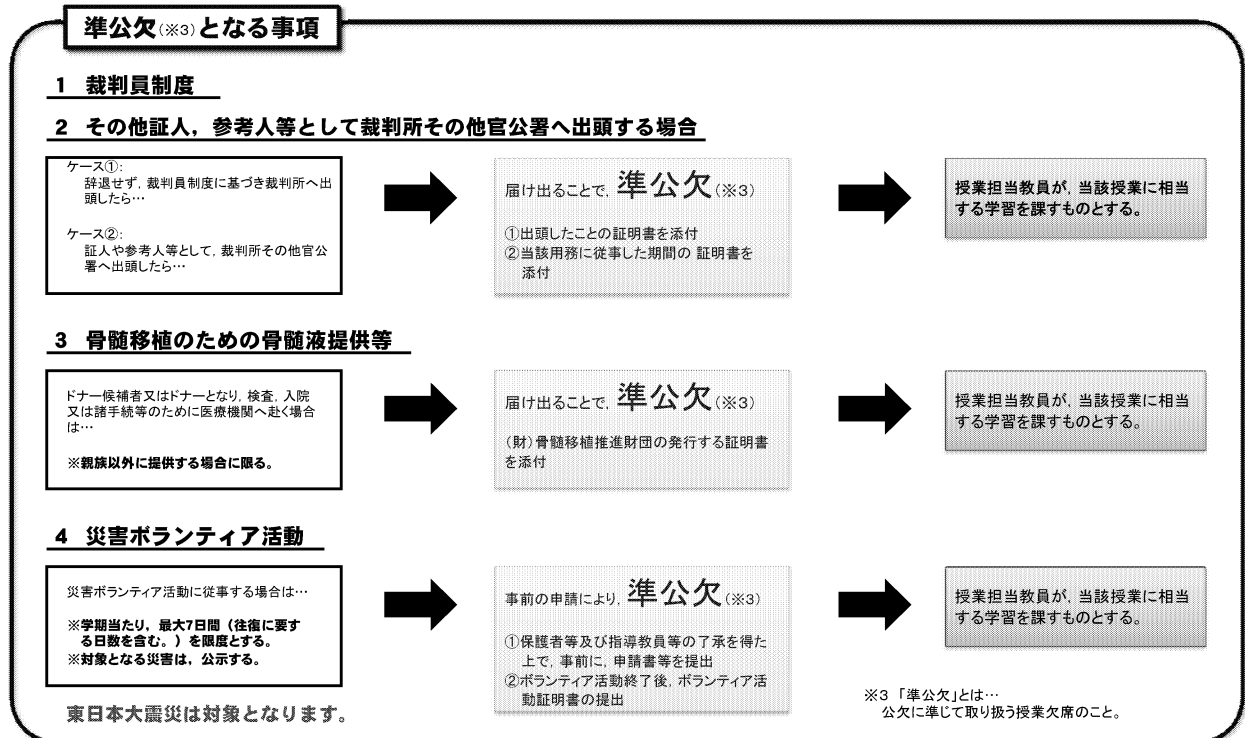 準公欠(※3)となる事項
1 裁判員制度
2 その他証人，参考人等として裁判所その他官公署へ出頭する場合
ケース①：
辞退せず，裁判員制度に基づき裁判所へ出
頭したら…
ケース②：
証人や参考人等として，裁判所その他官公
署へ出頭したら…
届け出ることで，準公欠(※3)
①出頭したことの証明書を添付
②当該用務に従事した期間の 証明書を
添付
授業担当教員が，当該授業に相当
する学習を課すものとする。
3 骨髄移植のための骨髄液提供等
ドナー候補者又はドナーとなり，検査，入院
又は諸手続等のために医療機関へ赴く場合
は…
※親族以外に提供する場合に限る。
届け出ることで，準公欠(※3)
(財)骨髄移植推進財団の発行する証明書
を添付
授業担当教員が，当該授業に相当
する学習を課すものとする。
4 災害ボランティア活動
災害ボランティア活動に従事する場合は…
※学期当たり，最大7日間（往復に要す
る日数を含む。）を限度とする。
※対象となる災害は，公示する。
東日本大震災は対象となります。
事前の申請により，準公欠(※3)
①保護者等及び指導教員等の了承を得た
上で，事前に，申請書等を提出
②ボランティア活動終了後，ボランティア活
動証明書の提出
授業担当教員が，当該授業に相当
する学習を課すものとする。
※3 「準公欠」とは…
公欠に準じて取り扱う授業欠席のこと。